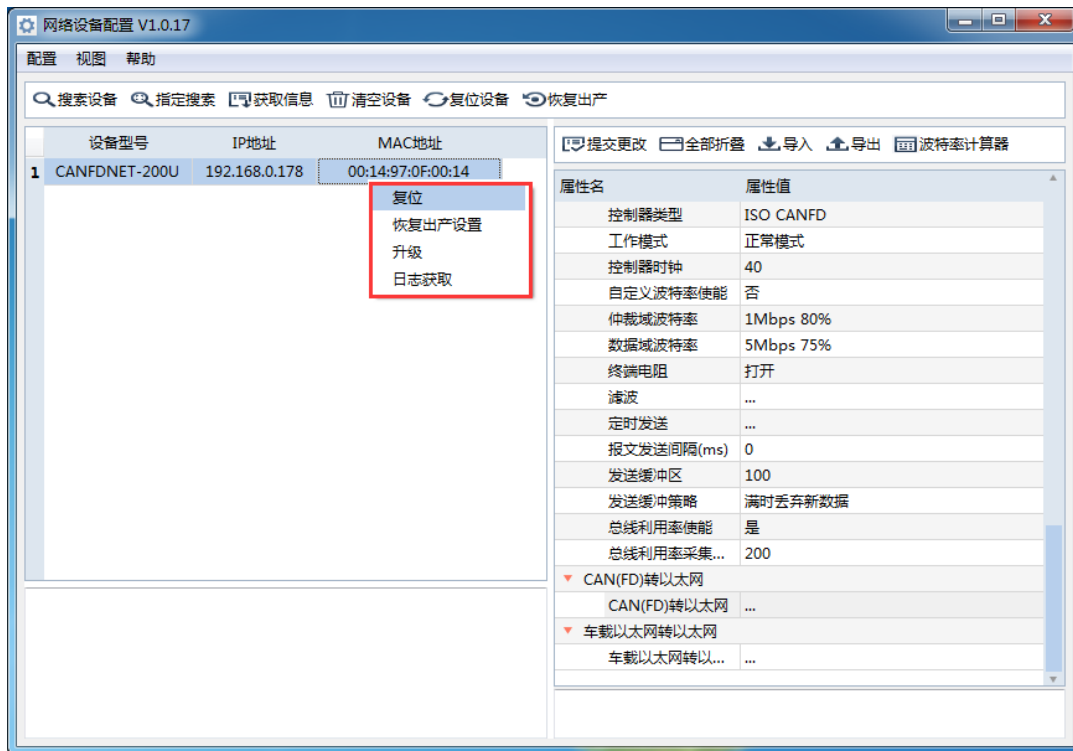 网络设备配置 V1.0.17
配置 视图 帮助
搜索设备 指定搜索 获取信息 清空设备 复位设备 恢复出产
设备型号 IP地址 MAC地址
1 CANFDNET-200U 192.168.0.178 00:14:97:0F:00:14
复位
恢复出产设置
升级
日志获取
提交更改 全部折叠 导入 导出 波特率计算器
属性名 属性值
控制器类型 ISO CANFD
工作模式 正常模式
控制器时钟 40
自定义波特率使能 否
仲裁域波特率 1Mbps 80%
数据域波特率 5Mbps 75%
终端电阻 打开
滤波 ...
定时发送 ...
报文发送间隔(ms) 0
发送缓冲区 100
发送缓冲策略 满时丢弃新数据
总线利用率使能 是
总线利用率采集... 200
CAN(FD)转以太网
CAN(FD)转以太网 ...
车载以太网转以太网
车载以太网转以... ...